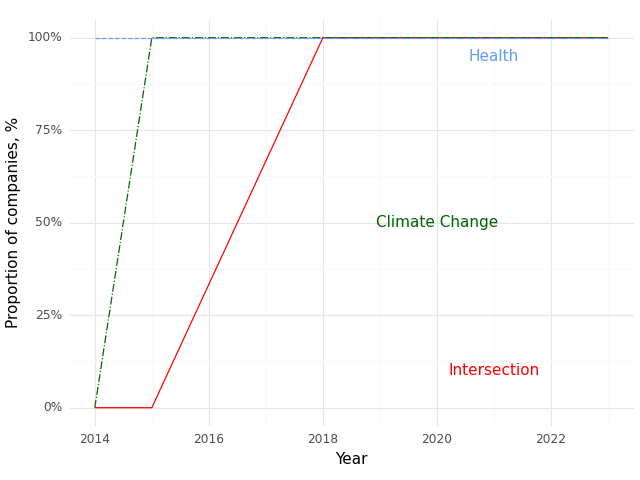 100%
Health
75%
Proportion of companies, %
50%
Climate Change
25%
Intersection
0%
2014 2016 2018 2020 2022
Year